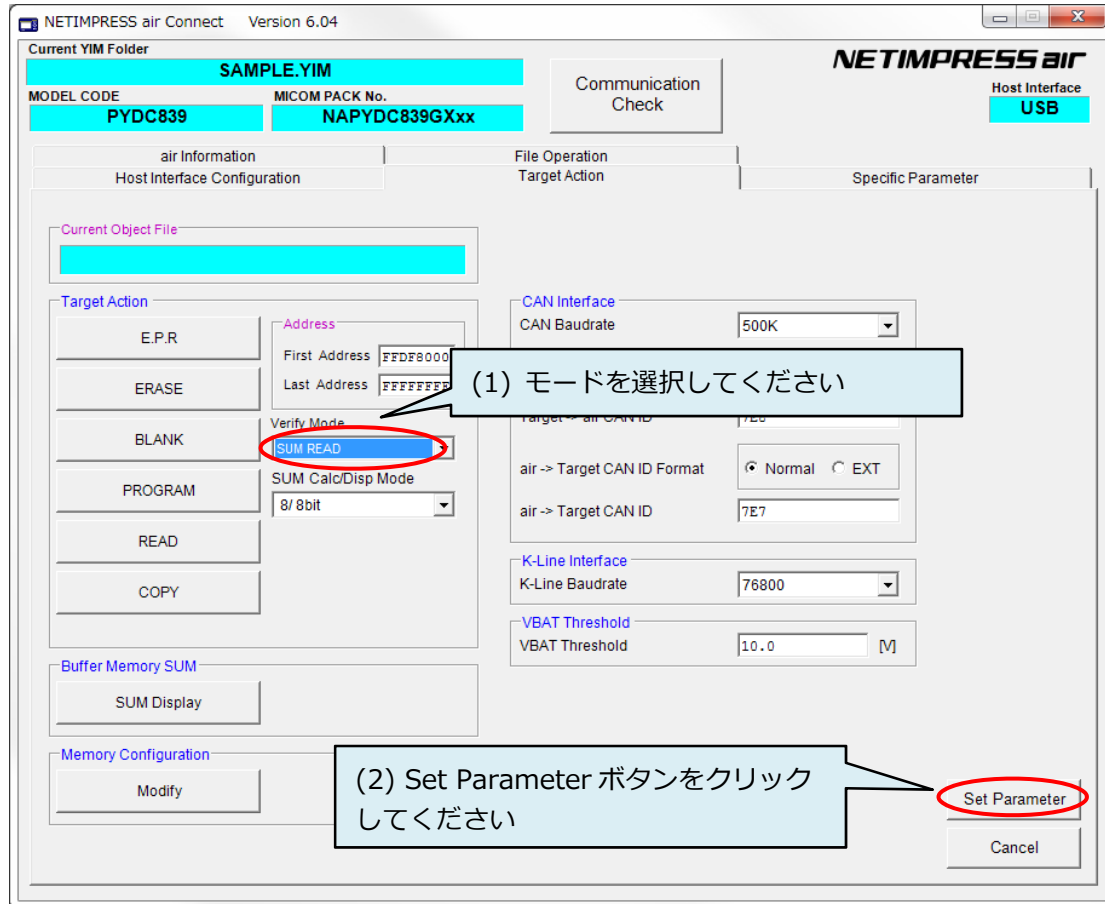 NETIMPRESS air Connect Version 6.04
Current YIM Folder
SAMPLE.YIM
MODEL CODE
MICOM PACK No.
PYDC839
NAPYDC839GXxx
Communication
Check
NETIMPRESS air
Host Interface
USB
air Information
File Operation
Host Interface Configuration
Target Action
Specific Parameter
Current Object File
Target Action
E.P.R
ERASE
BLANK
PROGRAM
READ
COPY
Address
First Address FFDF8000
Last Address FFFFFFFF
Verify Mode
SUM READ
SUM Calc/Disp Mode
8/ 8bit
CAN Interface
CAN Baudrate 500K
(1) モードを選択してください
Target -> air CAN ID
air -> Target CAN ID Format Normal EXT
air -> Target CAN ID 7E7
K-Line Interface
K-Line Baudrate 76800
VBAT Threshold
VBAT Threshold 10.0 [V]
Buffer Memory SUM
SUM Display
Memory Configuration
Modify
(2) Set Parameter ボタンをクリック
してください
Set Parameter
Cancel